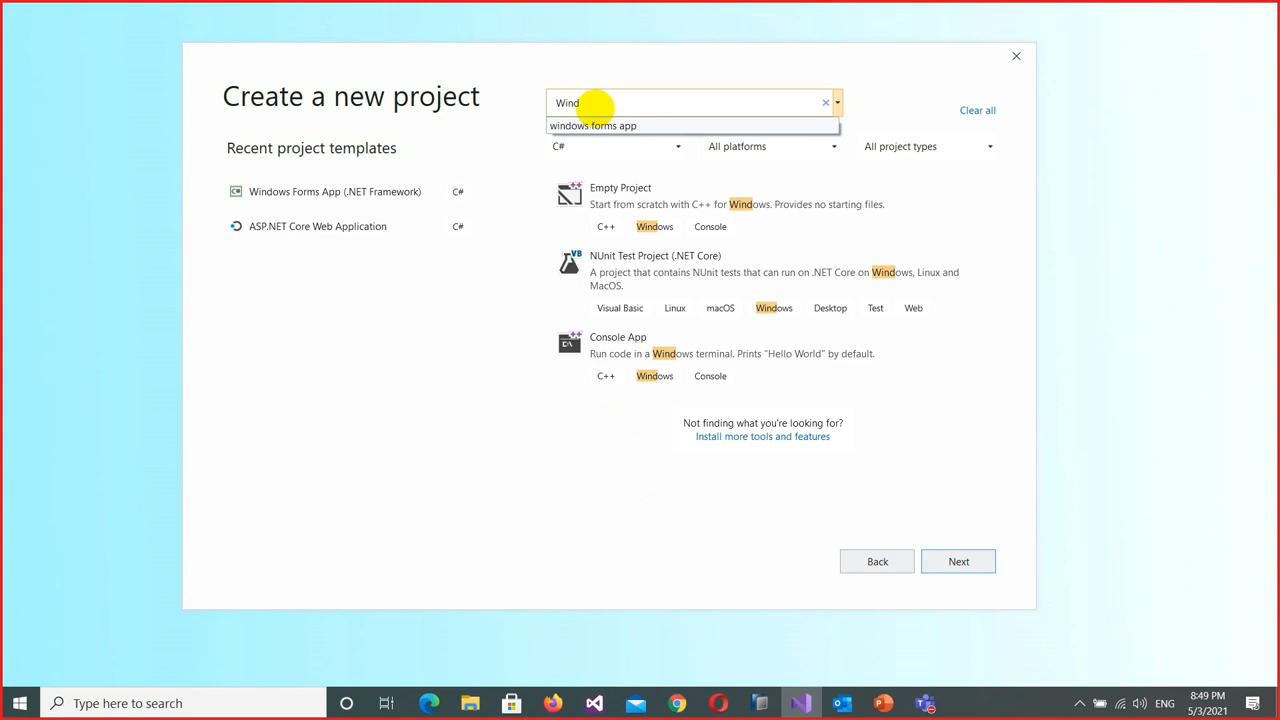 Create a new project
Wind
windows forms app
Clear all
Recent project templates
C#
All platforms
All project types
Windows Forms App (.NET Framework)
C#
ASP.NET Core Web Application
C#
Empty Project
Start from scratch with C++ for Windows. Provides no starting files.
C++ Windows Console
VB
NUnit Test Project (.NET Core)
A project that contains NUnit tests that can run on .NET Core on Windows, Linux and
MacOS.
Visual Basic Linux macOS Windows Desktop Test Web
Console App
Run code in a Windows terminal. Prints "Hello World" by default.
C++ Windows Console
Not finding what you're looking for?
Install more tools and features
Back
Next
Type here to search
ENG
8:49 PM
5/3/2021